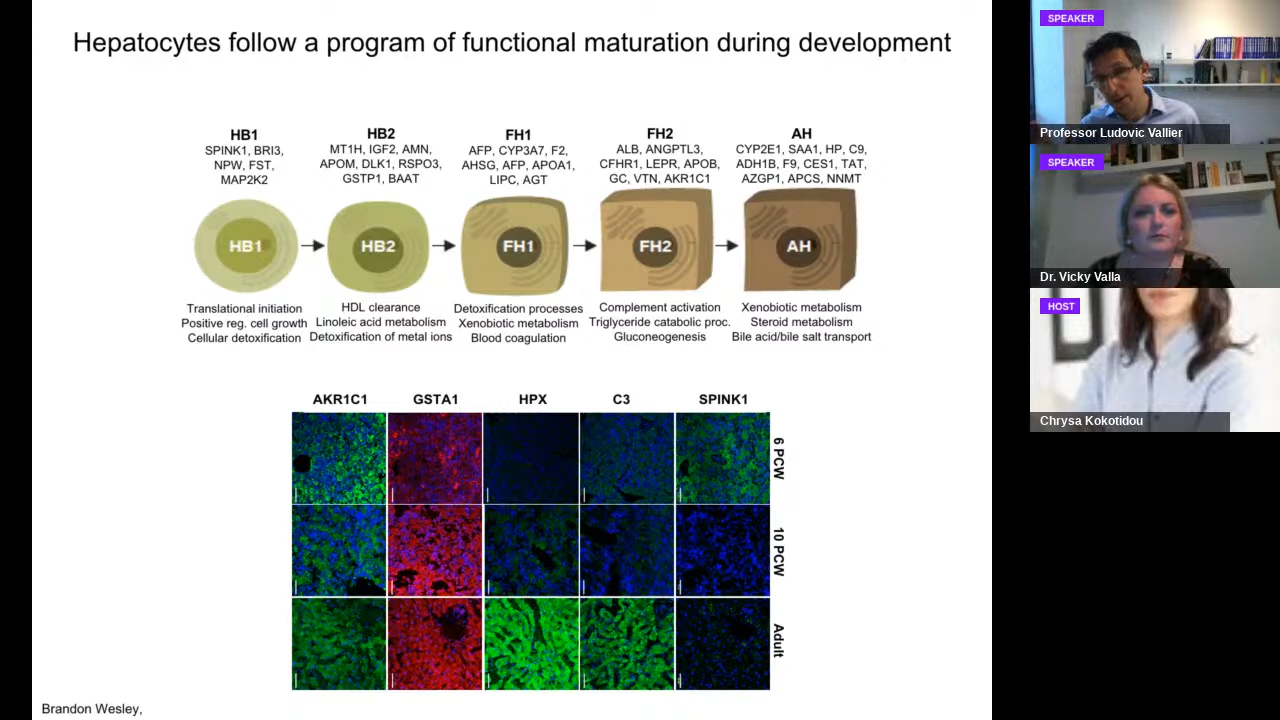 Hepatocytes follow a program of functional maturation during development
HB1
SPINK1, BRI3,
NPW, FST,
MAP2K2
HB2
MT1H, IGF2, AMN,
APOM, DLK1, RSPO3,
GSTP1, BAAT
FH1
AFP, CYP3A7, F2,
AHSG, AFP, APOA1,
LIPC, AGT
FH2
ALB, ANGPTL3,
CFHR1, LEPR, APOB,
GC, VTN, AKR1C1
AH
CYP2E1, SAA1, HP, C9,
ADH1B, F9, CES1, TAT,
AZGP1, APCS, NNMT
HB1
HB2
FH1
FH2
AH
Translational initiation
Positive reg. cell growth
Cellular detoxification
HDL clearance
Linoleic acid metabolism
Detoxification of metal ions
Detoxification processes
Xenobiotic metabolism
Blood coagulation
Complement activation
Triglyceride catabolic proc.
Gluconeogenesis
Xenobiotic metabolism
Steroid metabolism
Bile acid/bile salt transport
AKR1C1
GSTA1
HPX
C3
SPINK1
6 PCW
10 PCW
Adult
Brandon Wesley,
SPEAKER
Professor Ludovic Vallier
SPEAKER
Dr. Vicky Valla
HOST
Chrysa Kokotidou